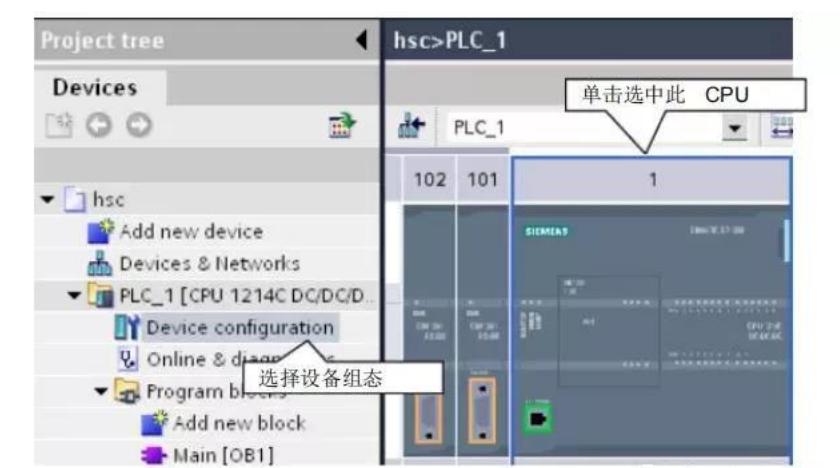 Project tree
hsc>PLC_1
Devices
单击选中此 CPU
PLC_1
102 101 1
hsc
Add new device
SIEMENS
Devices & Networks
PLC_1 [CPU 1214C DC/DC/D...
Device configuration
Online &
选择设备组态
Program
Add new block
Main [OB1]